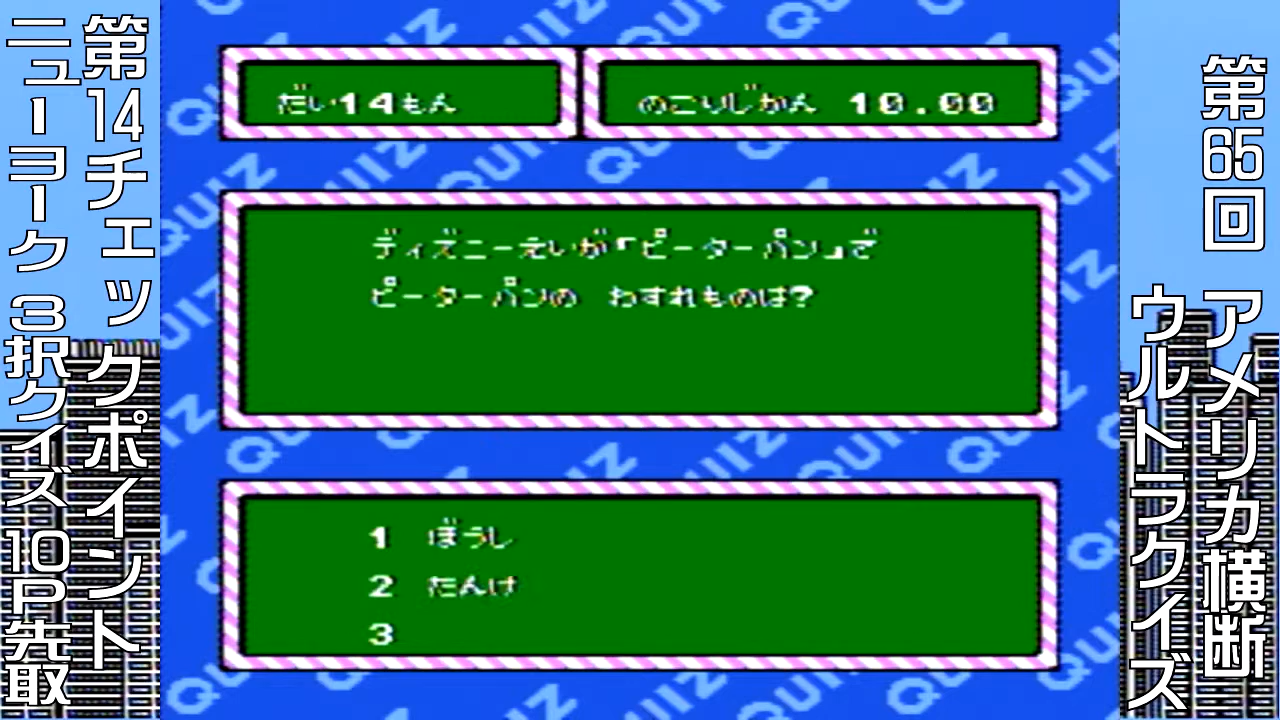 第65回 アメリカ横断
ウルトラクイズ
第14チェックポイント
ニューヨーク 3択クイズ10P先取
だい14もん
のこりじかん 10.00
ディズニーえいが「ピーターパン」で
ピーターパンの わすれものは?
1 ぼうし
2 たんけ
3
QUIZ